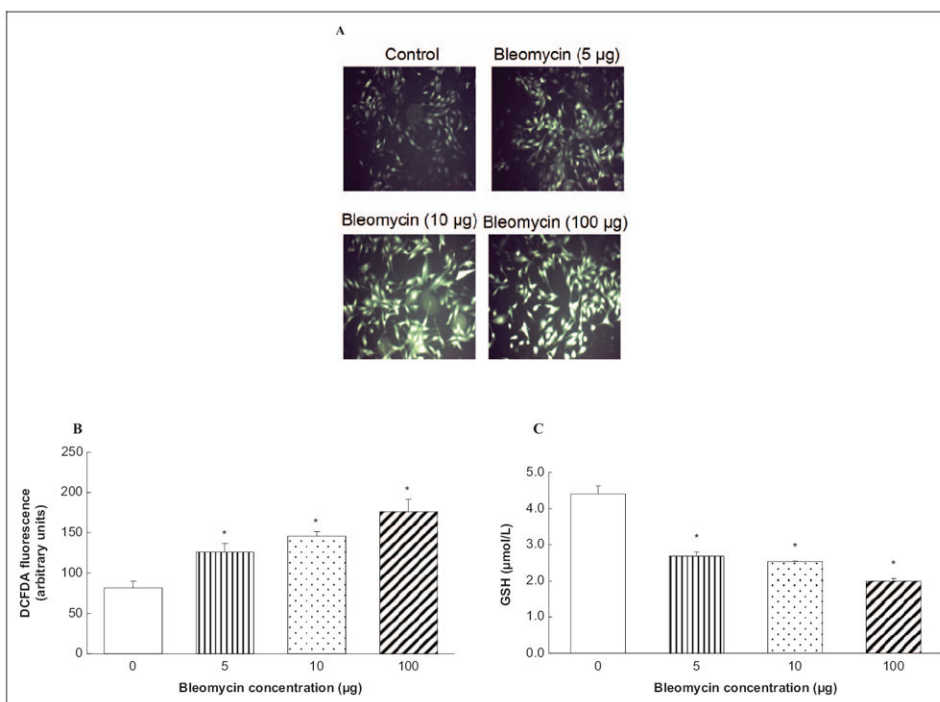 A
Control
Bleomycin (5 µg)
Bleomycin (10 µg)
Bleomycin (100 µg)
B
DCFDA fluorescence
(arbitrary units)
250
200
150
100
50
0
*
*
*
0
5
10
100
Bleomycin concentration (µg)
C
GSH (µmol/L)
5.0
4.0
3.0
2.0
1.0
0.0
*
*
*
0
5
10
100
Bleomycin concentration (µg)